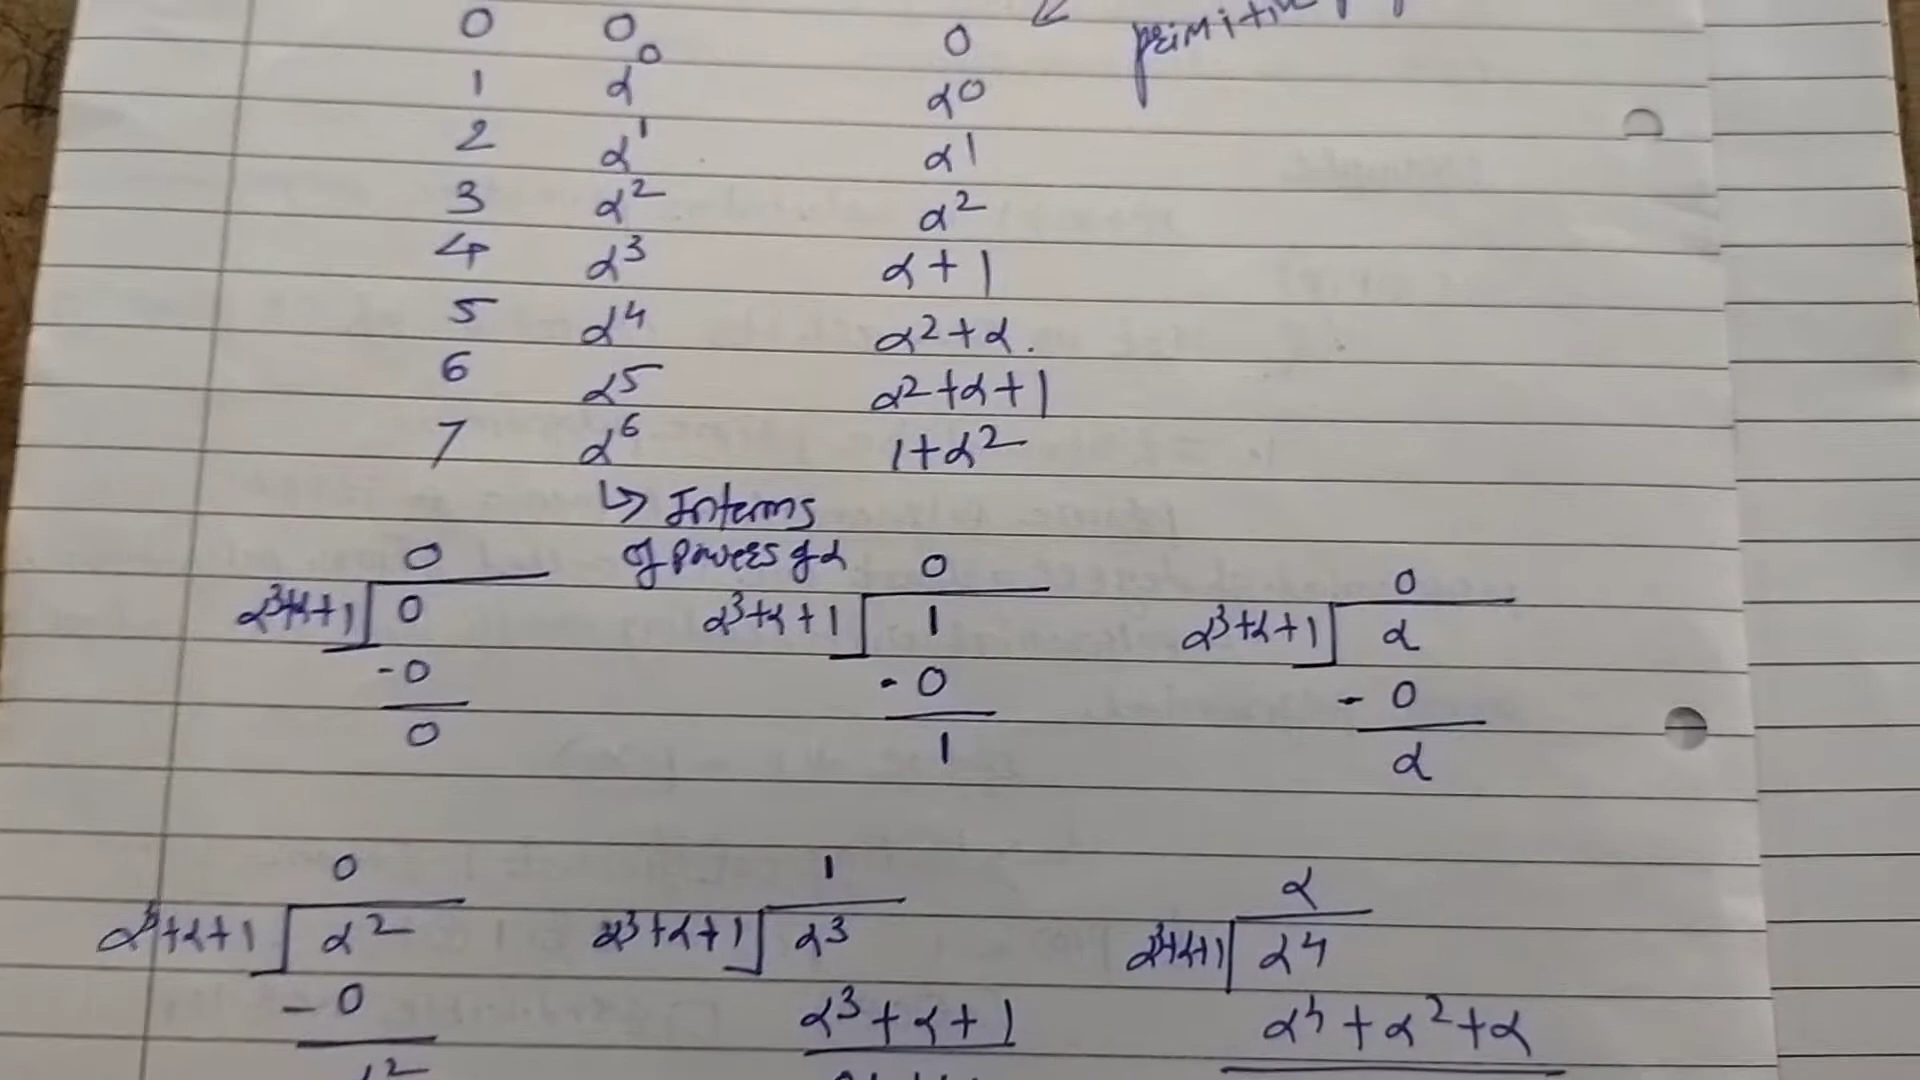 0 0 0 primitive
1 α⁰ α0
2 α¹ α1
3 α² α²
4 α³ α+1
5 α⁴ α²+α.
6 α⁵ α²+α+1
7 α⁶ 1+α²
↳ Interms
of powers of α
0 0 0
α³+α+1 0 α³+α+1 1 α³+α+1 α
-0 -0 -0
0 1 α
0 1 α
α³+α+1 α² α³+α+1 α³ α³+α+1 α⁴
-0 α³+α+1 α⁴+α²+α